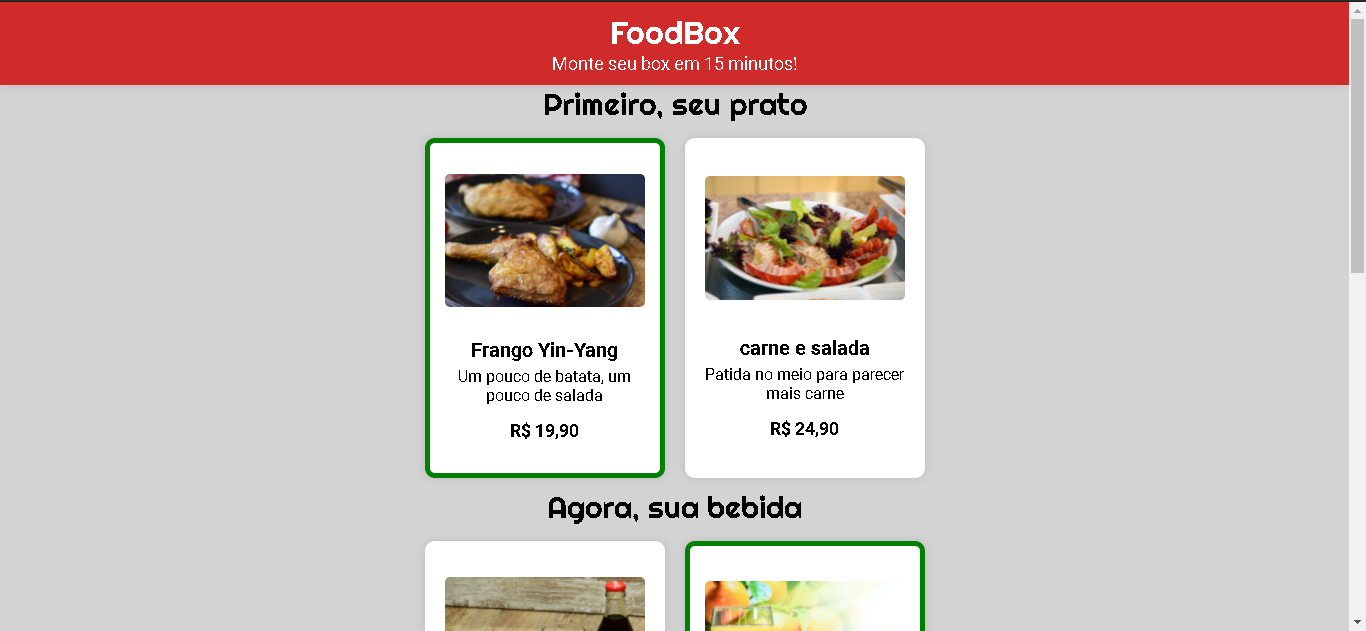 FoodBox
Monte seu box em 15 minutos!
Primeiro, seu prato
Frango Yin-Yang
Um pouco de batata, um
pouco de salada
R$ 19,90
carne e salada
Patida no meio para parecer
mais carne
R$ 24,90
Agora, sua bebida